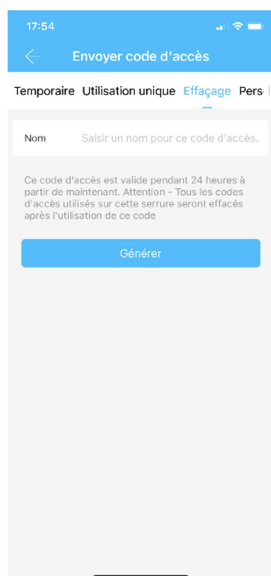 17:54
Envoyer code d'accès
Temporaire Utilisation unique Effaçage Pers
Nom Saisir un nom pour ce code d'accès.
Ce code d'accès est valide pendant 24 heures à
partir de maintenant. Attention - Tous les codes
d'accès utilisés sur cette serrure seront effacés
après l'utilisation de ce code
Générer